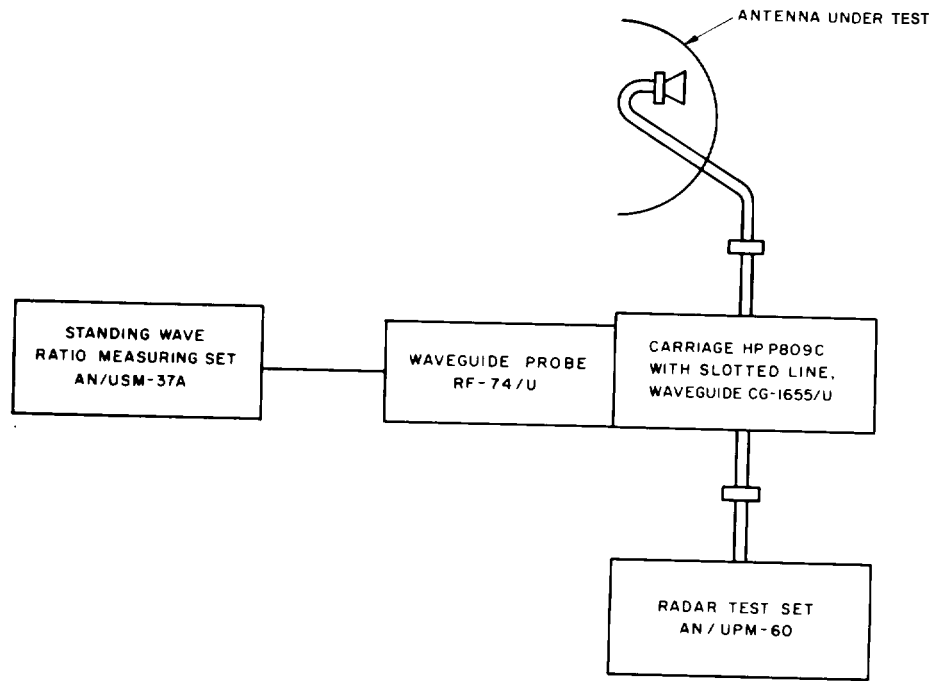 ANTENNA UNDER TEST
STANDING WAVE
RATIO MEASURING SET
AN/USM-37A
WAVEGUIDE PROBE
RF-74/U
CARRIAGE HP P809C
WITH SLOTTED LINE,
WAVEGUIDE CG-1655/U
RADAR TEST SET
AN/UPM-60